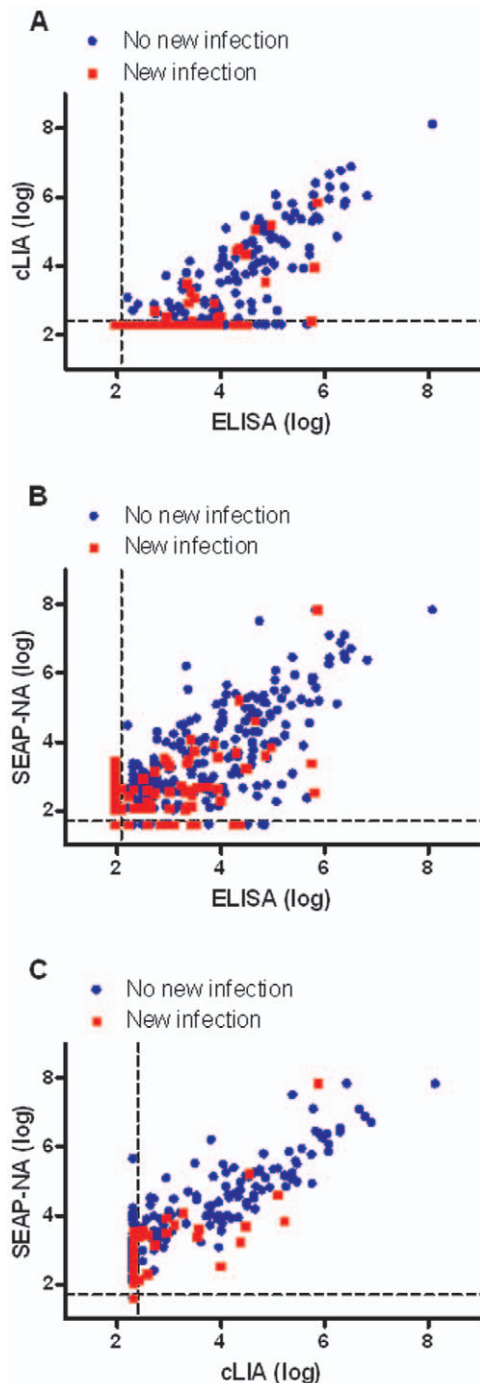 A
No new infection
New infection
8
6
4
2
cLIA (log)
2 4 6 8
ELISA (log)
B
No new infection
New infection
8
6
4
2
SEAP-NA (log)
2 4 6 8
ELISA (log)
C
No new infection
New infection
8
6
4
2
SEAP-NA (log)
2 4 6 8
cLIA (log)